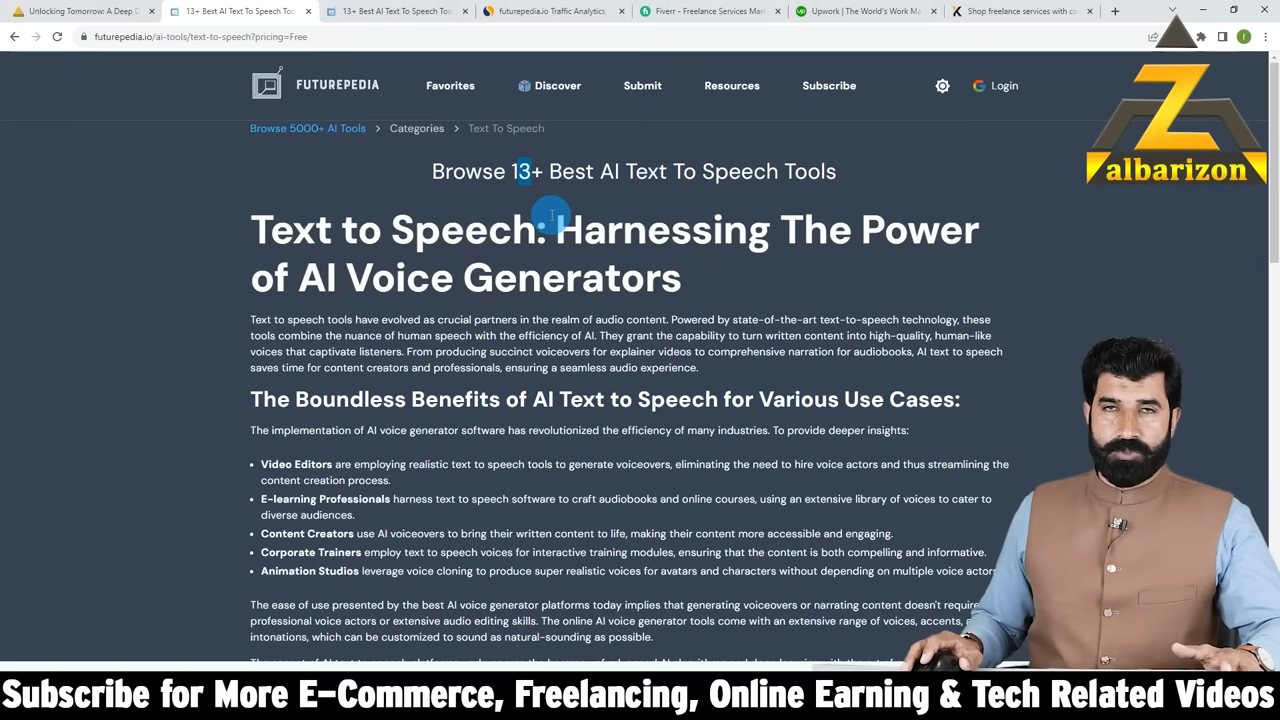 Unlocking Tomorrow: A Deep D
13+ Best AI Text To Speech Too
13+ Best AI Text To Speech Too
futurepedia.io Traffic Analytics,
Fiverr - Freelance Services Mar
Upwork | The World's Work Ma
Shop freelance services with co
futurepedia.io/ai-tools/text-to-speech?pricing=Free
FUTUREPEDIA
Favorites
Discover
Submit
Resources
Subscribe
Login
Browse 5000+ AI Tools > Categories > Text To Speech
Browse 13+ Best AI Text To Speech Tools
Z
albarizon
Text to Speech: Harnessing The Power
of AI Voice Generators
Text to speech tools have evolved as crucial partners in the realm of audio content. Powered by state-of-the-art text-to-speech technology, these
tools combine the nuance of human speech with the efficiency of AI. They grant the capability to turn written content into high-quality, human-like
voices that captivate listeners. From producing succinct voiceovers for explainer videos to comprehensive narration for audiobooks, AI text to speech
saves time for content creators and professionals, ensuring a seamless audio experience.
The Boundless Benefits of AI Text to Speech for Various Use Cases:
The implementation of AI voice generator software has revolutionized the efficiency of many industries. To provide deeper insights:
• Video Editors are employing realistic text to speech tools to generate voiceovers, eliminating the need to hire voice actors and thus streamlining the
content creation process.
• E-learning Professionals harness text to speech software to craft audiobooks and online courses, using an extensive library of voices to cater to
diverse audiences.
• Content Creators use AI voiceovers to bring their written content to life, making their content more accessible and engaging.
• Corporate Trainers employ text to speech voices for interactive training modules, ensuring that the content is both compelling and informative.
• Animation Studios leverage voice cloning to produce super realistic voices for avatars and characters without depending on multiple voice actors
The ease of use presented by the best AI voice generator platforms today implies that generating voiceovers or narrating content doesn't require
professional voice actors or extensive audio editing skills. The online AI voice generator tools come with an extensive range of voices, accents, a
intonations, which can be customized to sound as natural-sounding as possible.
Subscribe for More E-Commerce, Freelancing, Online Earning & Tech Related Videos